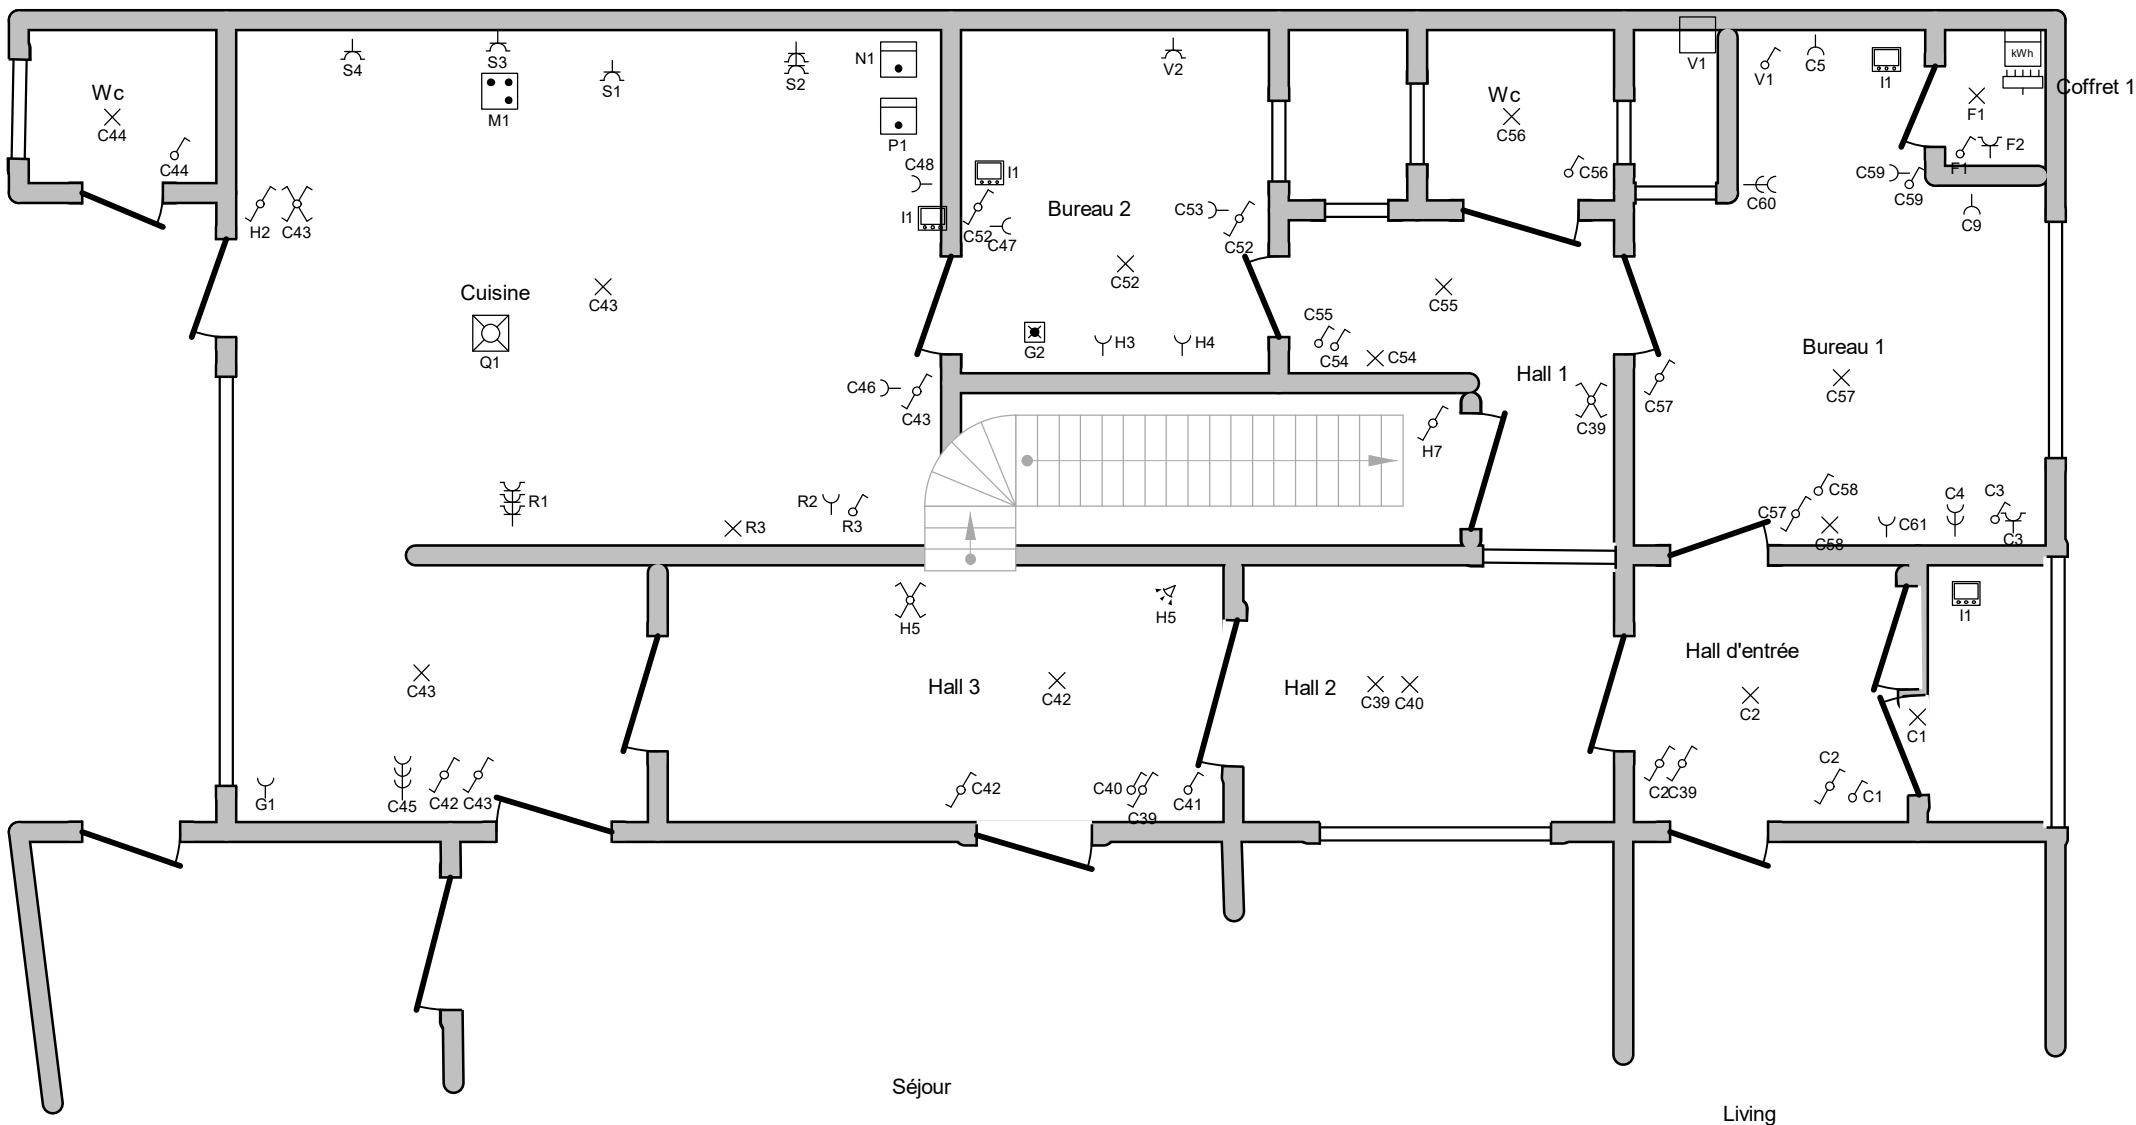 S4
S3
S1
S2
N1
V2
V1
V1
C5
I1
kWh
Coffret 1
Wc
C44
C44
M1
P1
C48
I1
Wc
C56
C56
F1
F1
F2
C59
C59
C60
C9
H2
C43
I1
C52
C47
Bureau 2
C53
C52
C52
Cuisine
C43
Q1
G2
H3
H4
C55
C55
C54
C54
Hall 1
Bureau 1
C46
C43
H7
C39
C57
C57
R1
R2
R3
R3
C57
C58
C58
C61
C4
C3
C3
H5
H5
I1
C43
Hall 3
C42
Hall 2
C39
C40
Hall d'entrée
C2
C1
G1
C45
C42
C43
C42
C40
C39
C41
C2
C39
C2
C1
Séjour
Living